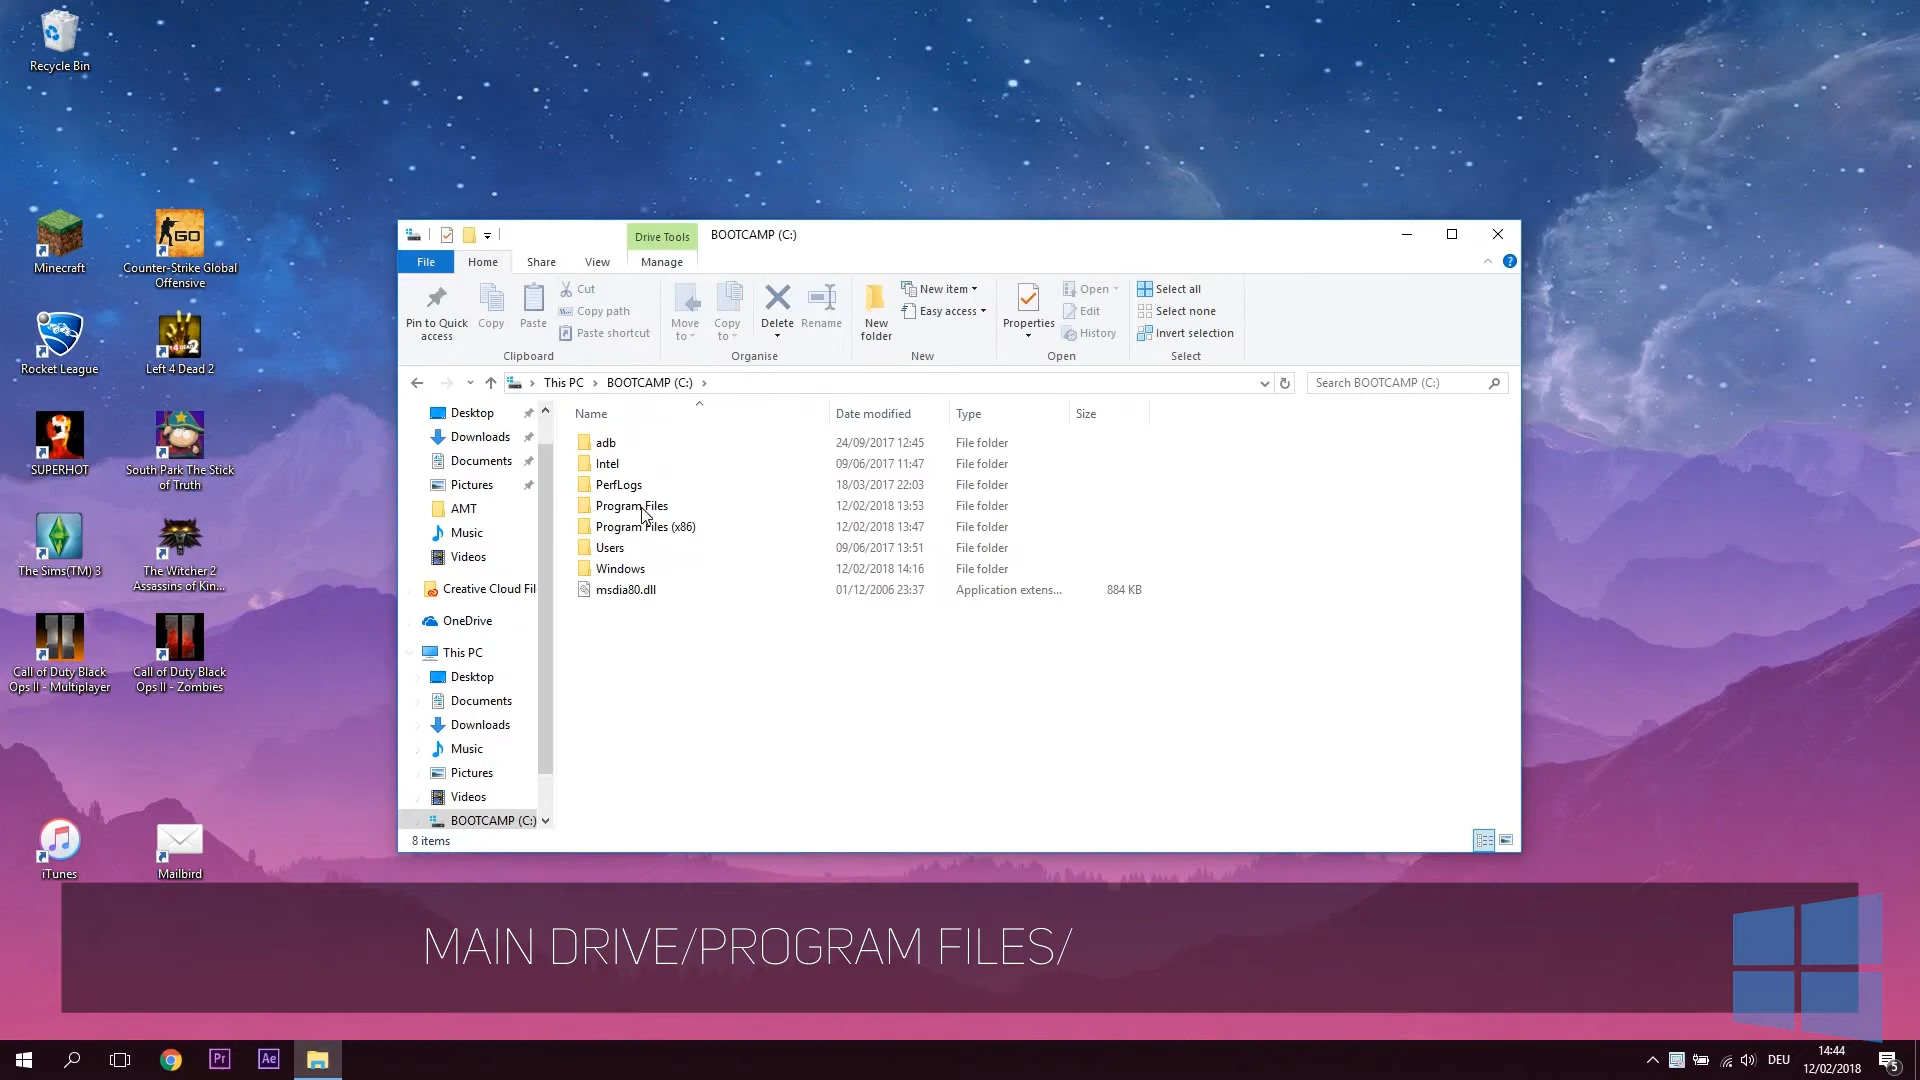 Recycle Bin
Minecraft
Counter-Strike Global
Offensive
Rocket League
Left 4 Dead 2
SUPERHOT
South Park The Stick
of Truth
The Sims(TM) 3
The Witcher 2
Assassins of Kin...
Call of Duty Black
Ops II - Multiplayer
Call of Duty Black
Ops II - Zombies
iTunes
Mailbird
Drive Tools
BOOTCAMP (C:)
File
Home
Share
View
Manage
Pin to Quick
access
Copy
Paste
Cut
Copy path
Paste shortcut
Clipboard
Move
to
Copy
to
Delete
Rename
Organise
New
folder
New item
Easy access
New
Properties
Open
Edit
History
Open
Select all
Select none
Invert selection
Select
This PC > BOOTCAMP (C:) >
Search BOOTCAMP (C:)
Desktop
Downloads
Documents
Pictures
AMT
Music
Videos
Creative Cloud Fil
OneDrive
This PC
Desktop
Documents
Downloads
Music
Pictures
Videos
BOOTCAMP (C:)
Name Date modified Type Size
adb 24/09/2017 12:45 File folder
Intel 09/06/2017 11:47 File folder
PerfLogs 18/03/2017 22:03 File folder
Program Files 12/02/2018 13:53 File folder
Program Files (x86) 12/02/2018 13:47 File folder
Users 09/06/2017 13:51 File folder
Windows 12/02/2018 14:16 File folder
msdia80.dll 01/12/2006 23:37 Application extens... 884 KB
8 items
MAIN DRIVE/PROGRAM FILES/
Pr
Ae
DEU
14:44
12/02/2018
5